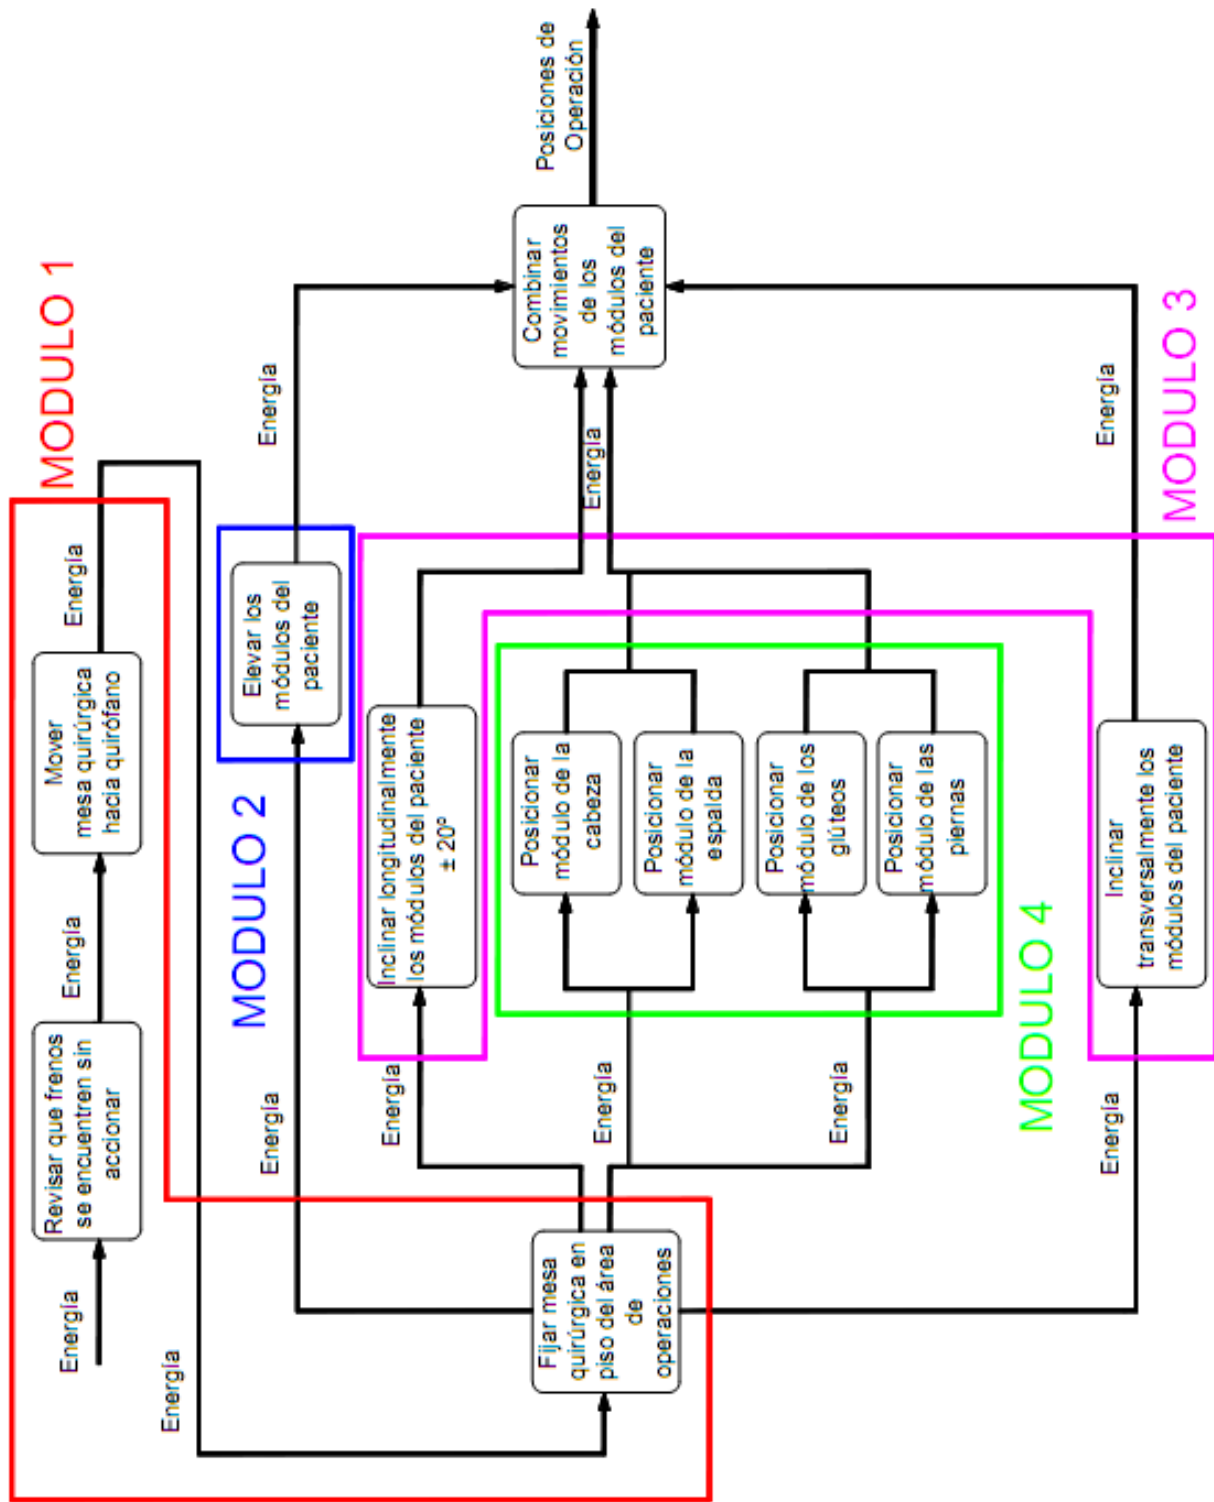 MODULO 1
Energía
Revisar que frenos
se encuentren sin
accionar
Energía
Mover
mesa quirúrgica
hacia quirófano
Energía
Energía
MODULO 2
Energía
Elevar los
módulos del
paciente
Energía
Fijar mesa
quirúrgica en
piso del área
de
operaciones
Energía
Inclinar longitudinalmente
los módulos del paciente
± 20º
Energía
Posicionar
módulo de la
cabeza
Posicionar
módulo de la
espalda
Energía
Posicionar
módulo de los
glúteos
Posicionar
módulo de las
piernas
Energía
Combinar
movimientos
de los
módulos del
paciente
Posiciones de
Operación
MODULO 4
Energía
Inclinar
transversalmente los
módulos del paciente
Energía
MODULO 3